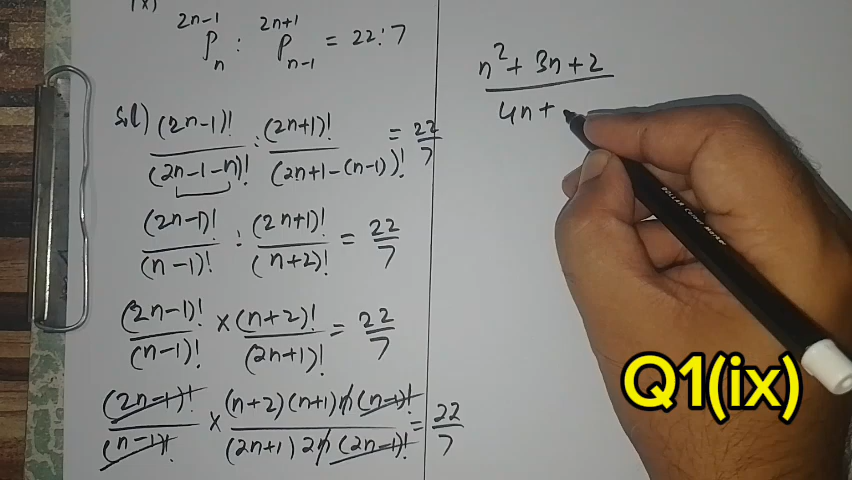 ix)
2n-1 P n : 2n+1 P n-1 = 22:7
Sol) (2n-1)! / (2n-1-n)! : (2n+1)! / (2n+1-(n-1))! = 22/7
(2n-1)! / (n-1)! : (2n+1)! / (n+2)! = 22/7
(2n-1)! / (n-1)! × (n+2)! / (2n+1)! = 22/7
(2n-1)! / (n-1)! × (n+2)(n+1)n(n-1)! / (2n+1)2n(2n-1)! = 22/7
n²+3n+2 / 4n+
Q1(ix)